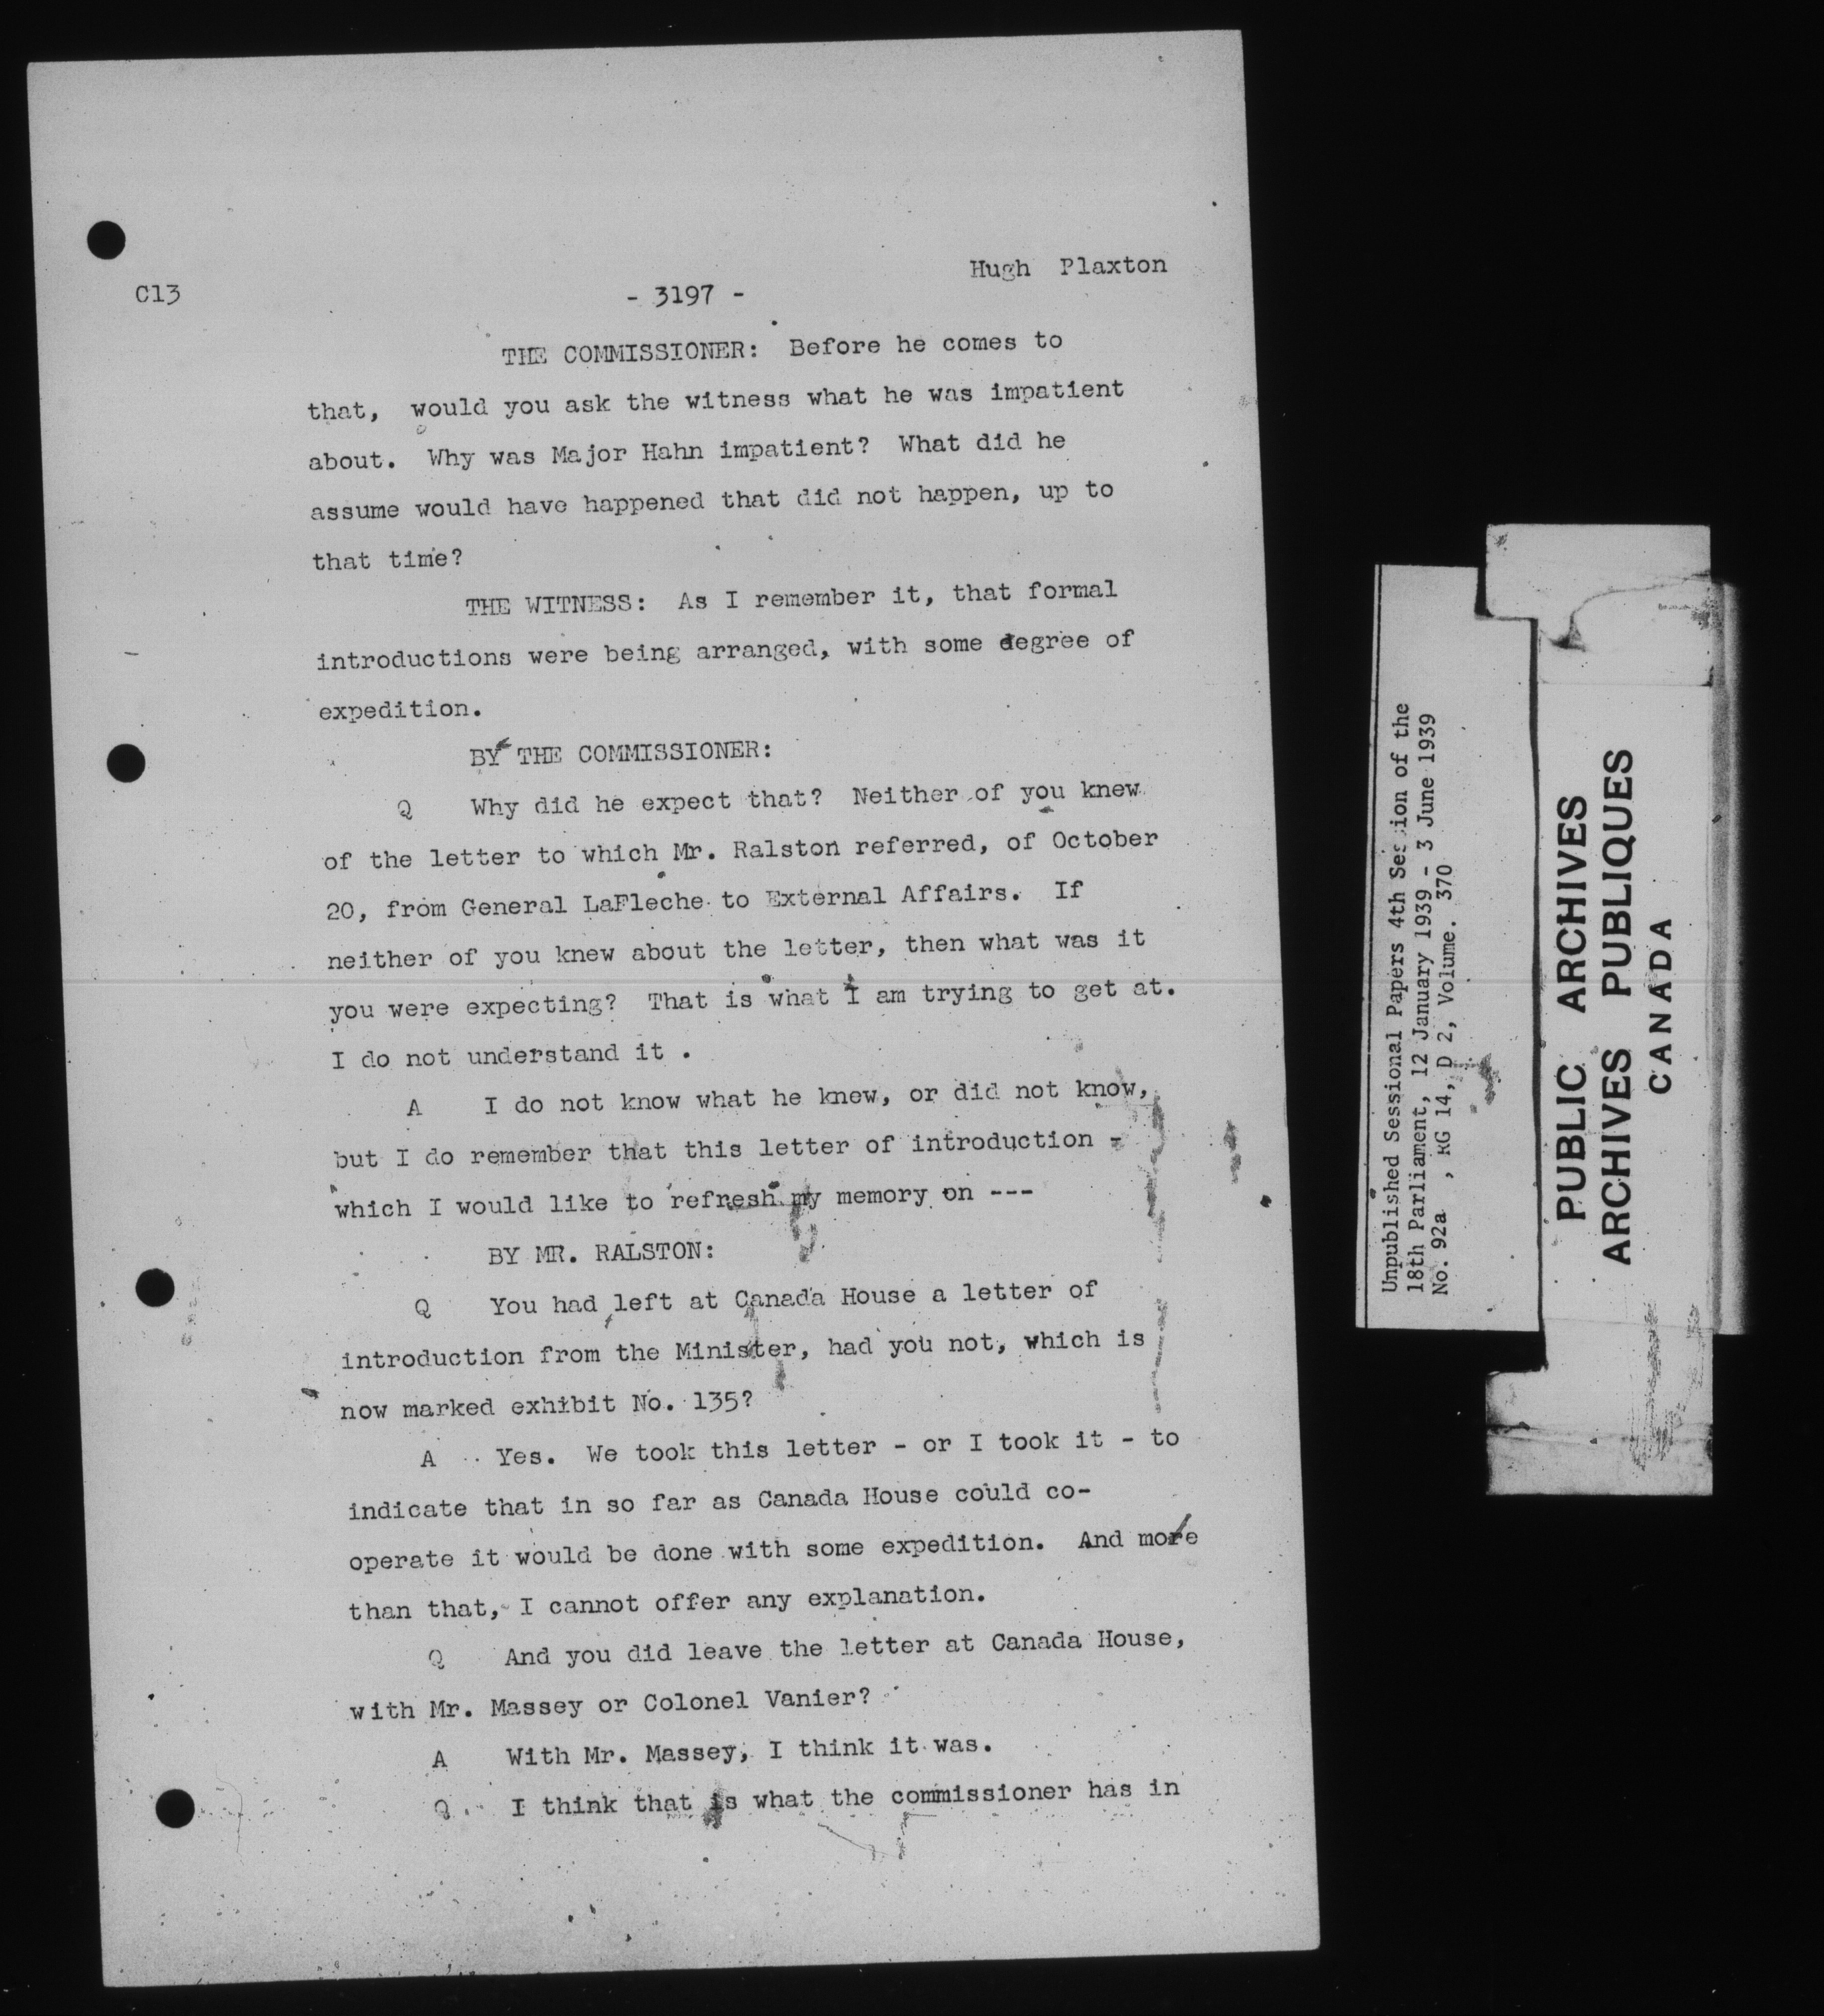 Hugh Plaxton
C13
- 3197 -
THE COMMISSIONER: Before he comes to
that, would you ask the witness what he was impatient
about. Why was Major Hahn impatient? What did he
assume would have happened that did not happen, up to
that time?
THE WITNESS: As I remember it, that formal
introductions were being arranged, with some degree of
expedition.
BY THE COMMISSIONER:
Q Why did he expect that? Neither of you knew
of the letter to which Mr. Ralston referred, of October
20, from General LaFleche to External Affairs. If
neither of you knew about the letter, then what was it
you were expecting? That is what I am trying to get at.
I do not understand it .
A I do not know what he knew, or did not know,
but I do remember that this letter of introduction -
which I would like to refresh my memory on ---
BY MR. RALSTON:
Q You had left at Canada House a letter of
introduction from the Minister, had you not, which is
now marked exhibit No. 135?
A Yes. We took this letter - or I took it - to
indicate that in so far as Canada House could co-
operate it would be done with some expedition. And more
than that, I cannot offer any explanation.
Q And you did leave the letter at Canada House,
with Mr. Massey or Colonel Vanier?
A With Mr. Massey, I think it was.
Q I think that is what the commissioner has in
Unpublished Sessional Papers 4th Session of the
18th Parliament, 12 January 1939 - 3 June 1939
No. 92a , RG 14, D 2, Volume. 370
PUBLIC ARCHIVES
ARCHIVES PUBLIQUES
CANADA